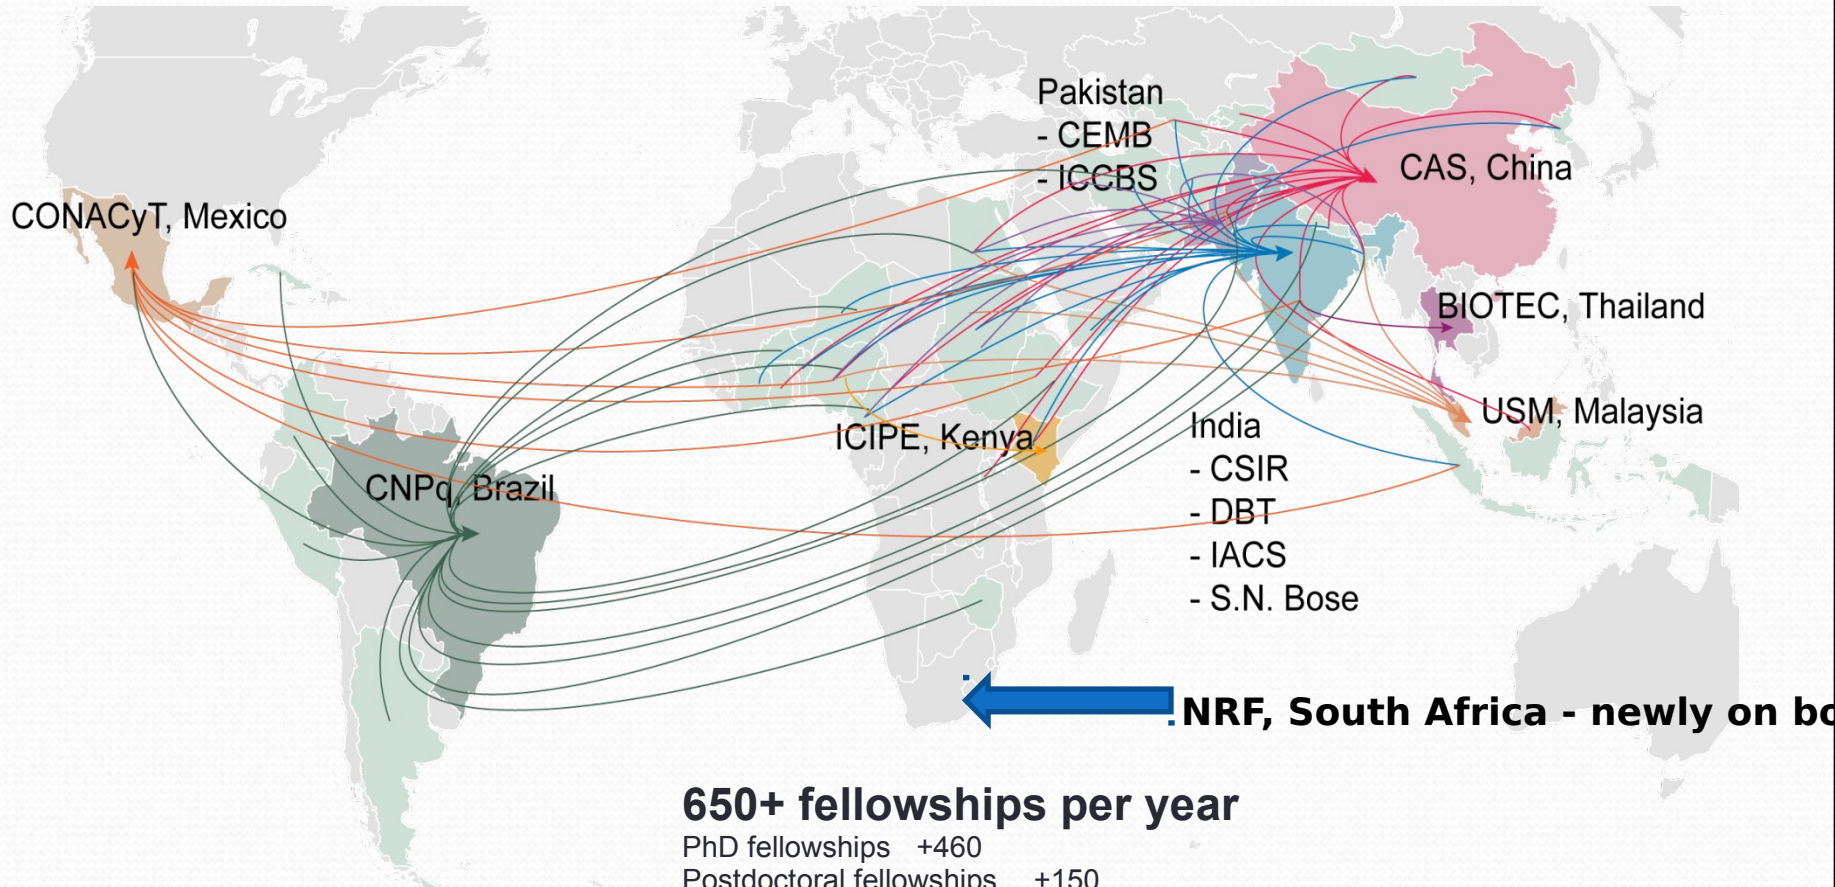 Pakistan
- CEMB
- ICCBS
CAS, China
CONACyT, Mexico
BIOTEC, Thailand
USM, Malaysia
ICIPE, Kenya
India
- CSIR
- DBT
- IACS
- S.N. Bose
CNPq, Brazil
NRF, South Africa - newly on bo
650+ fellowships per year
PhD fellowships +460
Postdoctoral fellowships +150